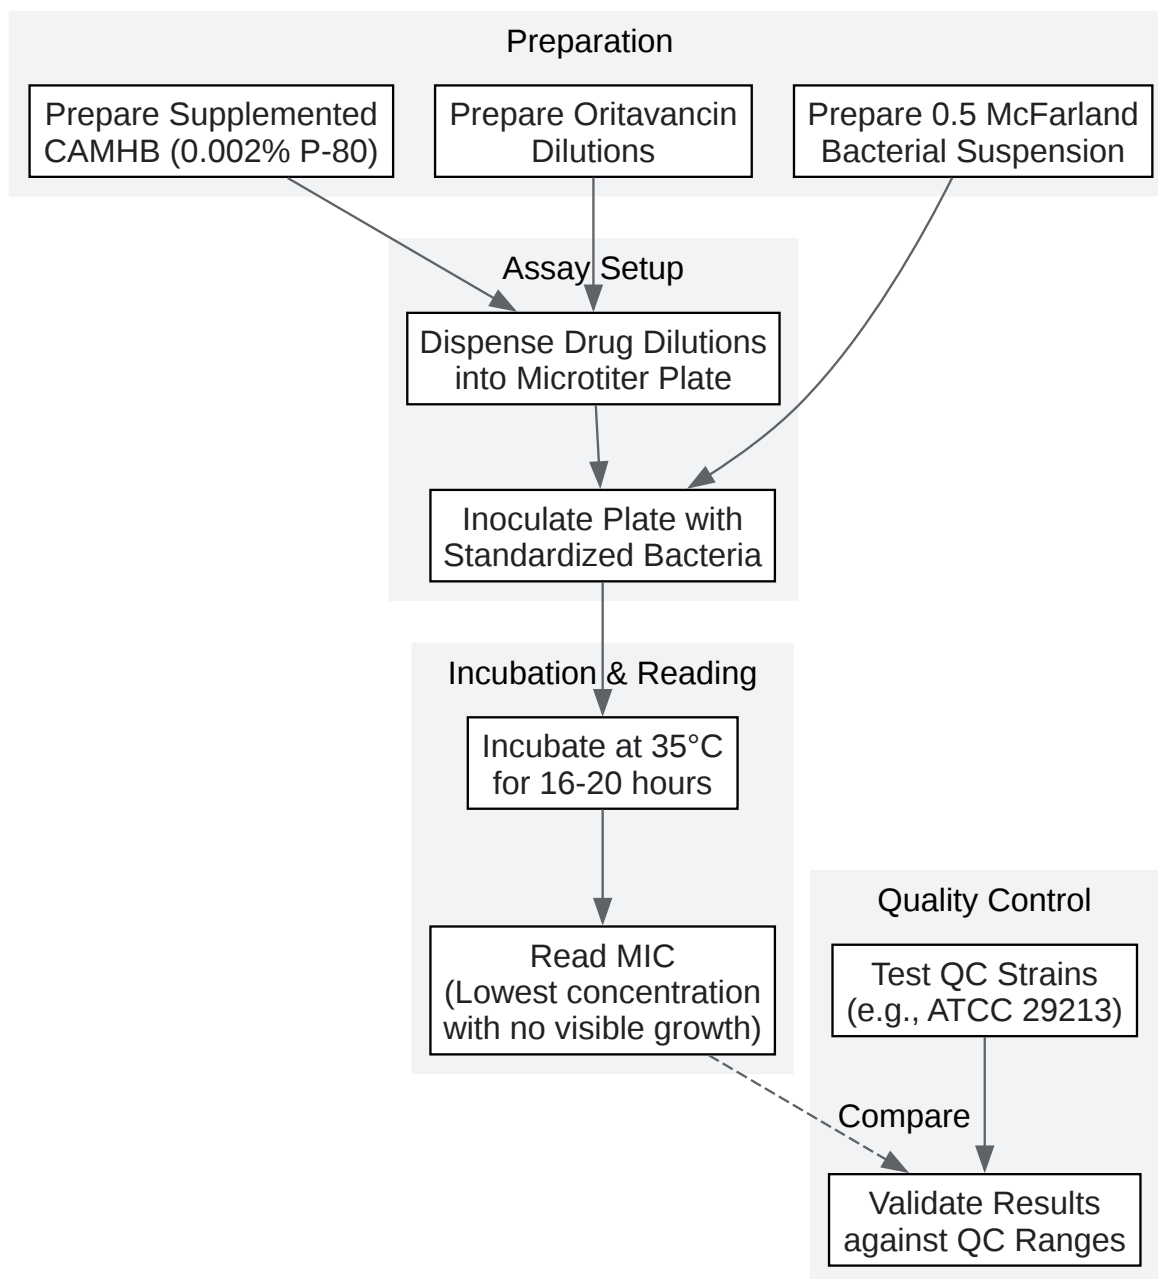 Preparation
Prepare Supplemented
CAMHB (0.002% P-80)
Prepare Oritavancin
Dilutions
Prepare 0.5 McFarland
Bacterial Suspension
Assay Setup
Dispense Drug Dilutions
into Microtiter Plate
Inoculate Plate with
Standardized Bacteria
Incubation & Reading
Incubate at 35°C
for 16-20 hours
Read MIC
(Lowest concentration
with no visible growth)
Quality Control
Test QC Strains
(e.g., ATCC 29213)
Compare
Validate Results
against QC Ranges